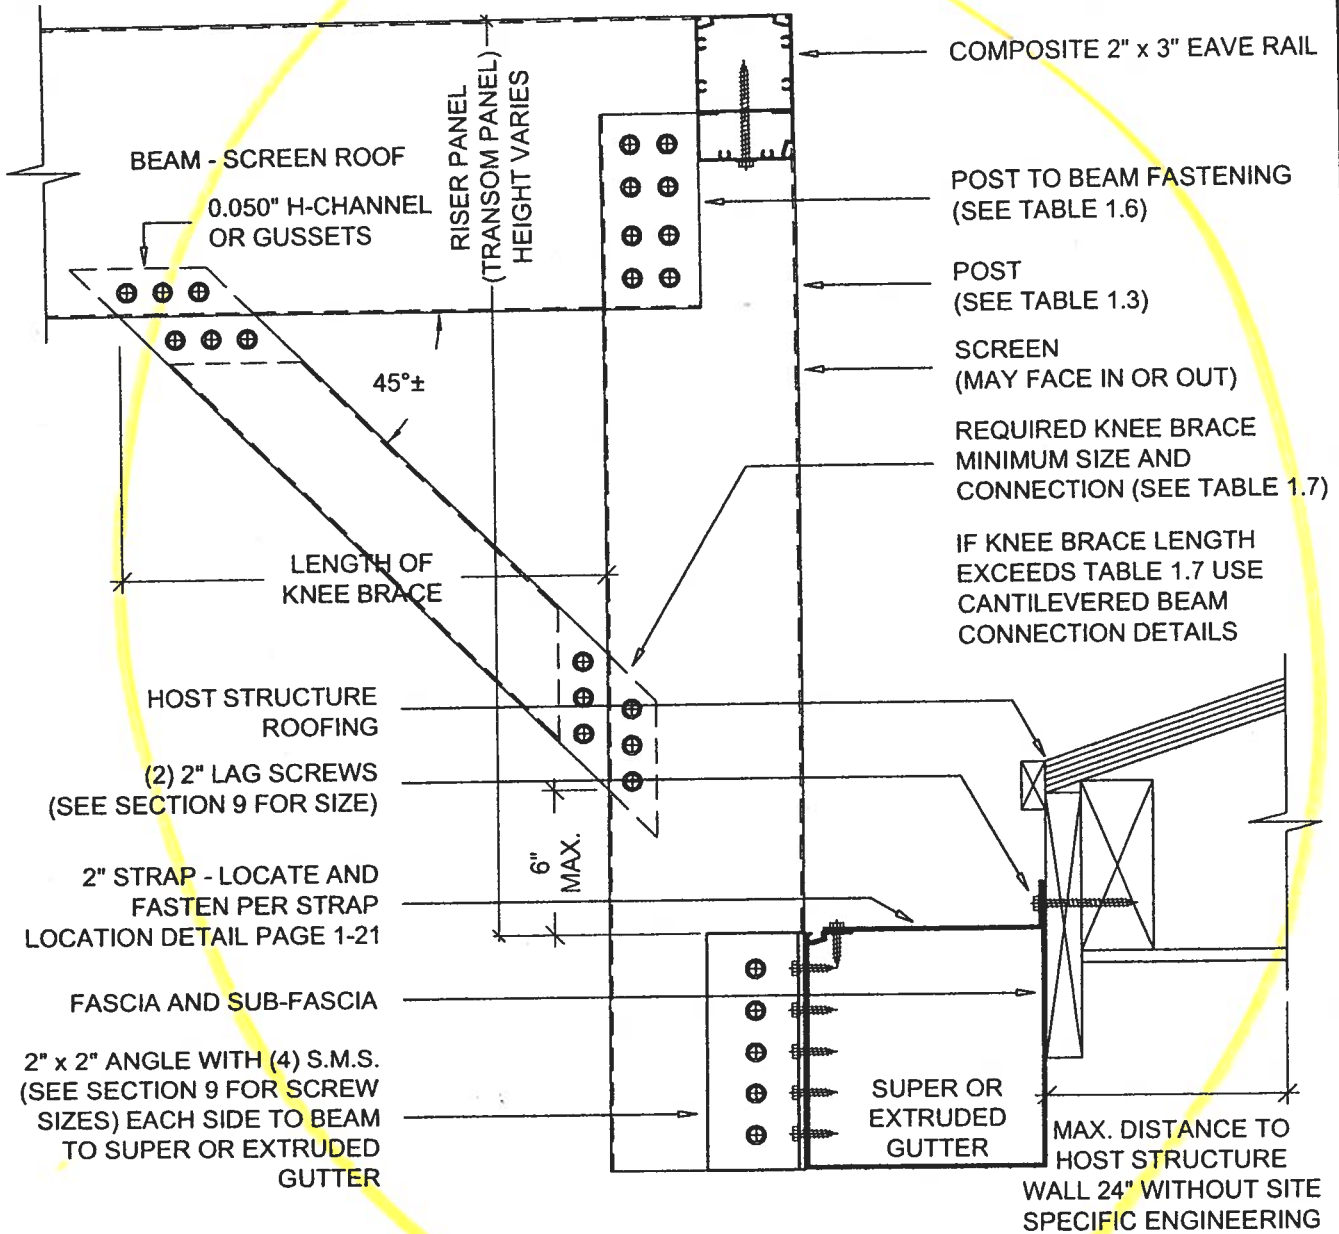 COMPOSITE 2" x 3" EAVE RAIL
RISER PANEL
(TRANSOM PANEL)
HEIGHT VARIES
BEAM - SCREEN ROOF
0.050" H-CHANNEL
OR GUSSETS
POST TO BEAM FASTENING
(SEE TABLE 1.6)
POST
(SEE TABLE 1.3)
SCREEN
(MAY FACE IN OR OUT)
45°±
REQUIRED KNEE BRACE
MINIMUM SIZE AND
CONNECTION (SEE TABLE 1.7)
IF KNEE BRACE LENGTH
EXCEEDS TABLE 1.7 USE
CANTILEVERED BEAM
CONNECTION DETAILS
LENGTH OF
KNEE BRACE
HOST STRUCTURE
ROOFING
(2) 2" LAG SCREWS
(SEE SECTION 9 FOR SIZE)
6"
MAX.
2" STRAP - LOCATE AND
FASTEN PER STRAP
LOCATION DETAIL PAGE 1-21
FASCIA AND SUB-FASCIA
2" x 2" ANGLE WITH (4) S.M.S.
(SEE SECTION 9 FOR SCREW
SIZES) EACH SIDE TO BEAM
TO SUPER OR EXTRUDED
GUTTER
SUPER OR
EXTRUDED
GUTTER
MAX. DISTANCE TO
HOST STRUCTURE
WALL 24" WITHOUT SITE
SPECIFIC ENGINEERING